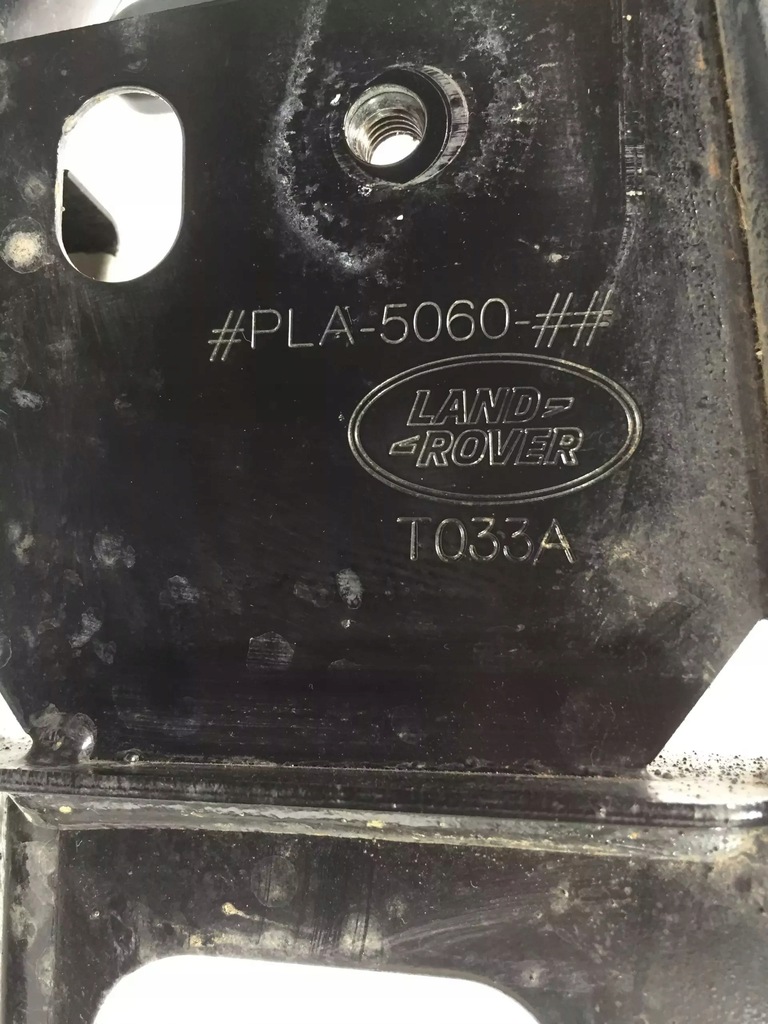 #PLA-5060-##
LAND
ROVER
T033A